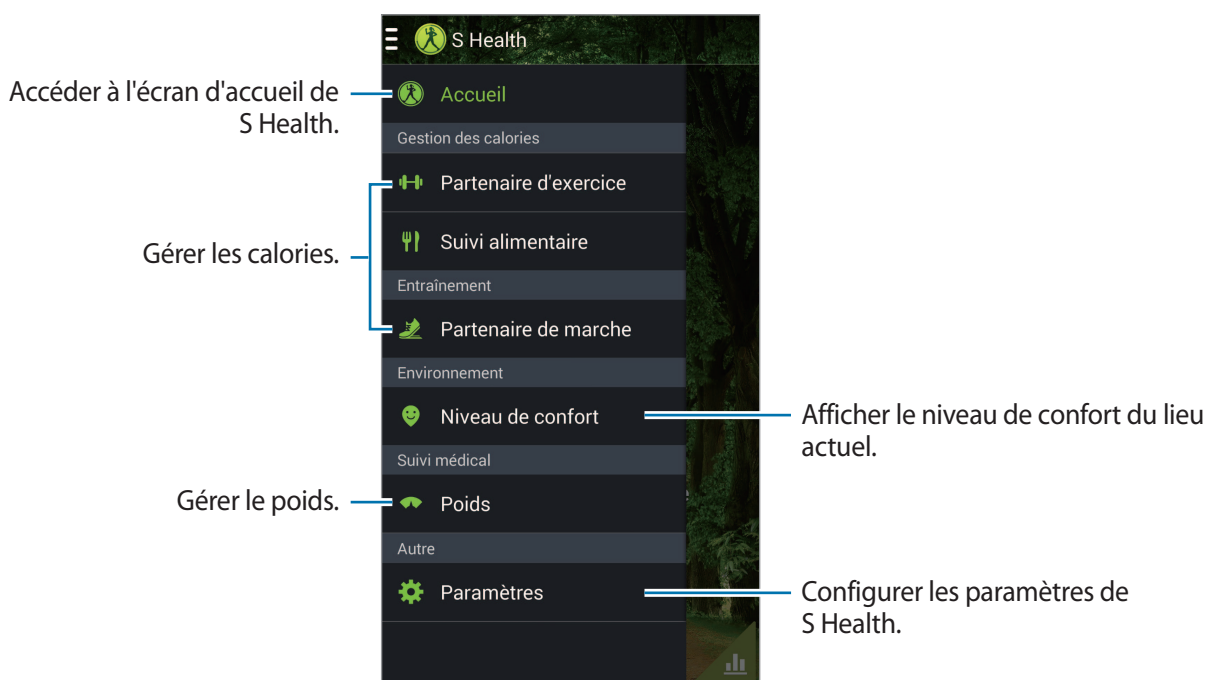 S Health
Accéder à l'écran d'accueil de
S Health.
Accueil
Gestion des calories
Partenaire d'exercice
Gérer les calories.
Suivi alimentaire
Entraînement
Partenaire de marche
Environnement
Niveau de confort
Afficher le niveau de confort du lieu
actuel.
Suivi médical
Gérer le poids.
Poids
Autre
Paramètres
Configurer les paramètres de
S Health.